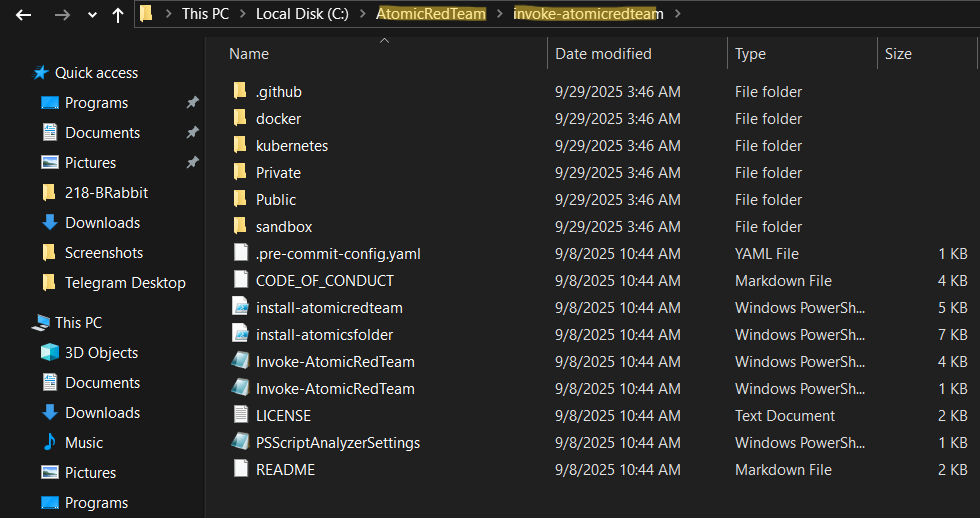 This PC > Local Disk (C:) > AtomicRedTeam > invoke-atomicredteam >
Name Date modified Type Size
Quick access
Programs
Documents
Pictures
218-BRabbit
Downloads
Screenshots
Telegram Desktop
This PC
3D Objects
Documents
Downloads
Music
Pictures
Programs
.github 9/29/2025 3:46 AM File folder
docker 9/29/2025 3:46 AM File folder
kubernetes 9/29/2025 3:46 AM File folder
Private 9/29/2025 3:46 AM File folder
Public 9/29/2025 3:46 AM File folder
sandbox 9/29/2025 3:46 AM File folder
.pre-commit-config.yaml 9/8/2025 10:44 AM YAML File 1 KB
CODE_OF_CONDUCT 9/8/2025 10:44 AM Markdown File 4 KB
install-atomicredteam 9/8/2025 10:44 AM Windows PowerSh... 5 KB
install-atomicsfolder 9/8/2025 10:44 AM Windows PowerSh... 7 KB
Invoke-AtomicRedTeam 9/8/2025 10:44 AM Windows PowerSh... 4 KB
Invoke-AtomicRedTeam 9/8/2025 10:44 AM Windows PowerSh... 1 KB
LICENSE 9/8/2025 10:44 AM Text Document 2 KB
PSScriptAnalyzerSettings 9/8/2025 10:44 AM Windows PowerSh... 1 KB
README 9/8/2025 10:44 AM Markdown File 2 KB